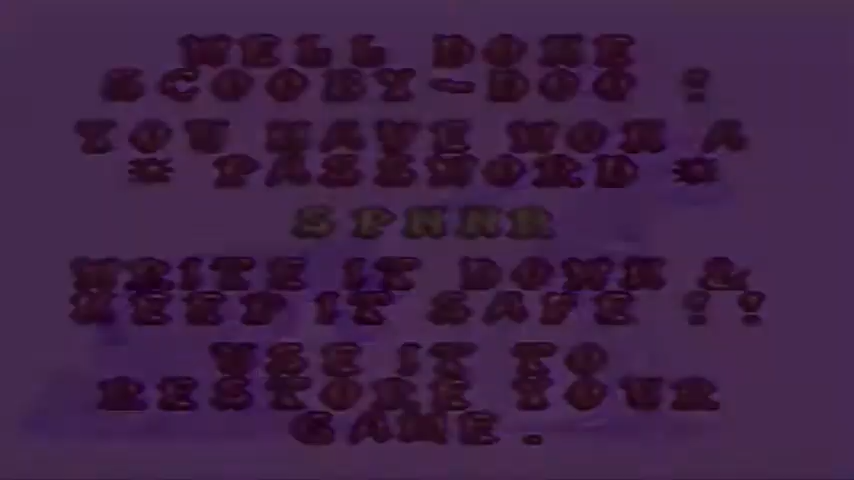 WELL DONE
SCOOBY-DOO !
YOU HAVE WON A
* PASSWORD *
WRITE IT DOWN &
KEEP IT SAFE !!
USE IT TO
RESTORE YOUR
GAME.